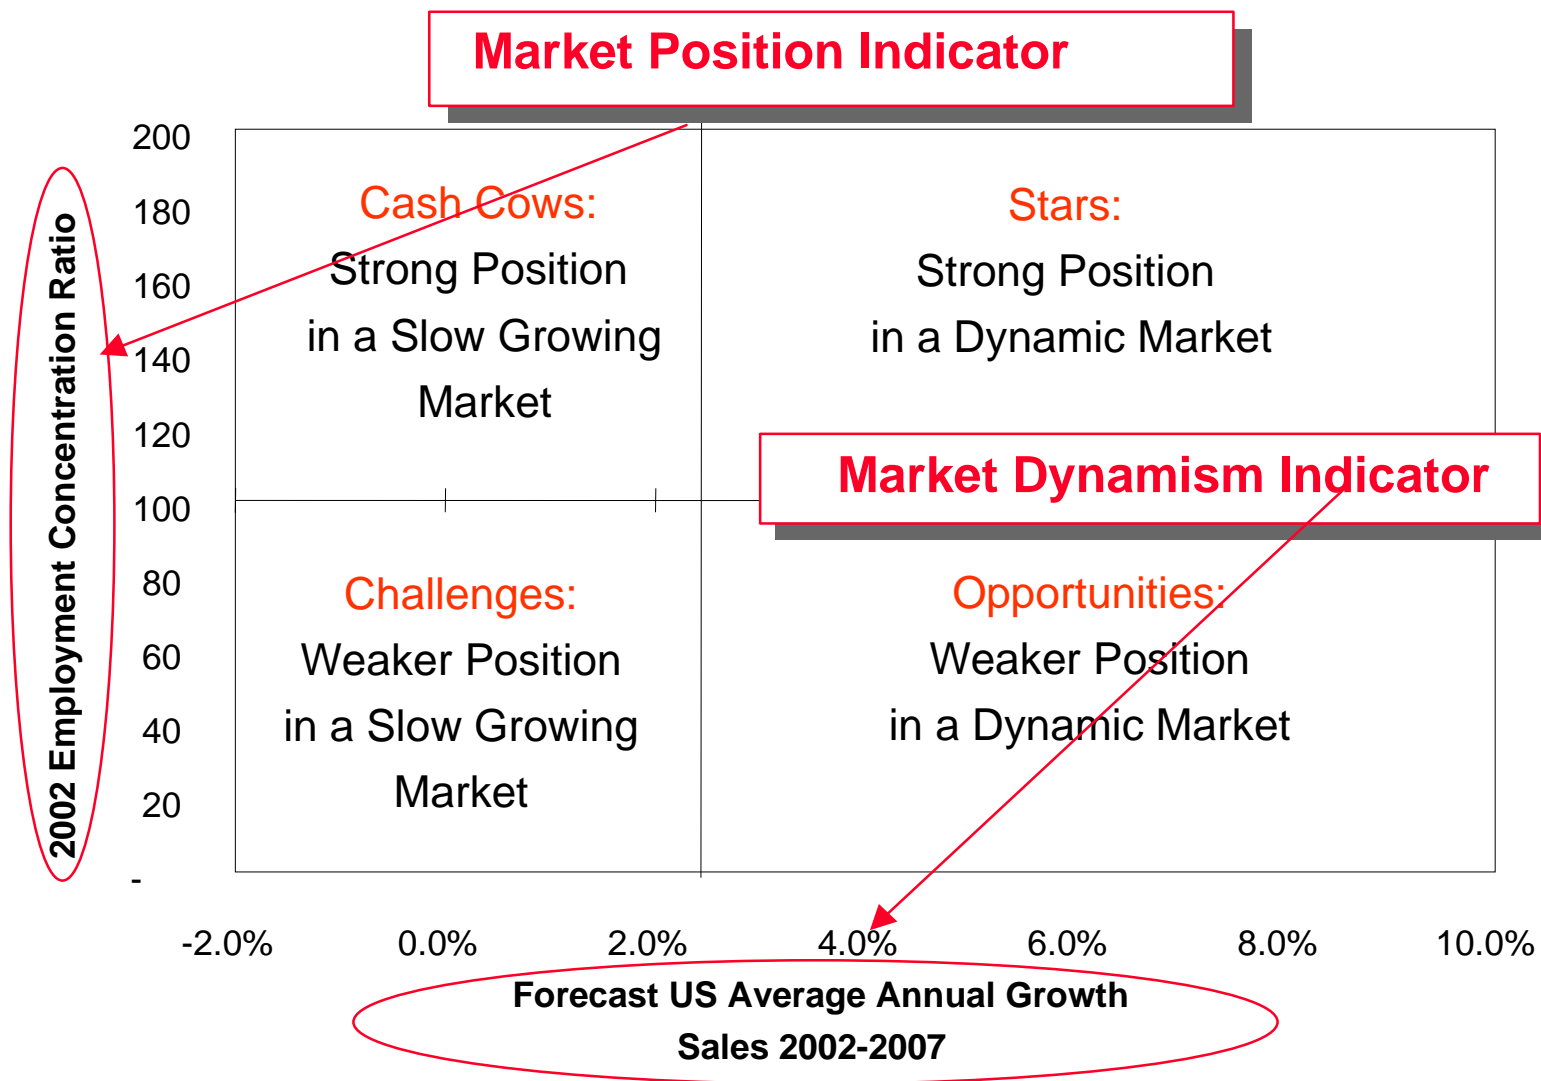 Market Position Indicator
200
180
160
140
120
100
80
60
40
20
-
2002 Employment Concentration Ratio
Cash Cows:
Strong Position
in a Slow Growing
Market
Stars:
Strong Position
in a Dynamic Market
Market Dynamism Indicator
Challenges:
Weaker Position
in a Slow Growing
Market
Opportunities:
Weaker Position
in a Dynamic Market
-2.0% 0.0% 2.0% 4.0% 6.0% 8.0% 10.0%
Forecast US Average Annual Growth
Sales 2002-2007